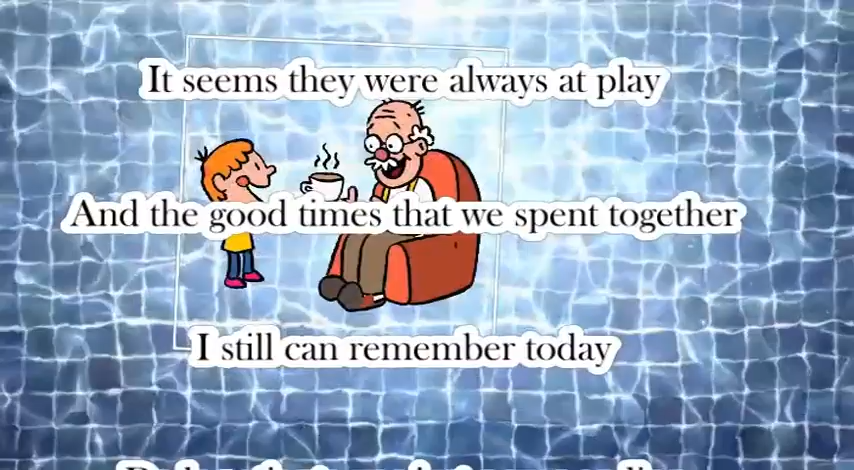 It seems they were always at play
And the good times that we spent together
I still can remember today